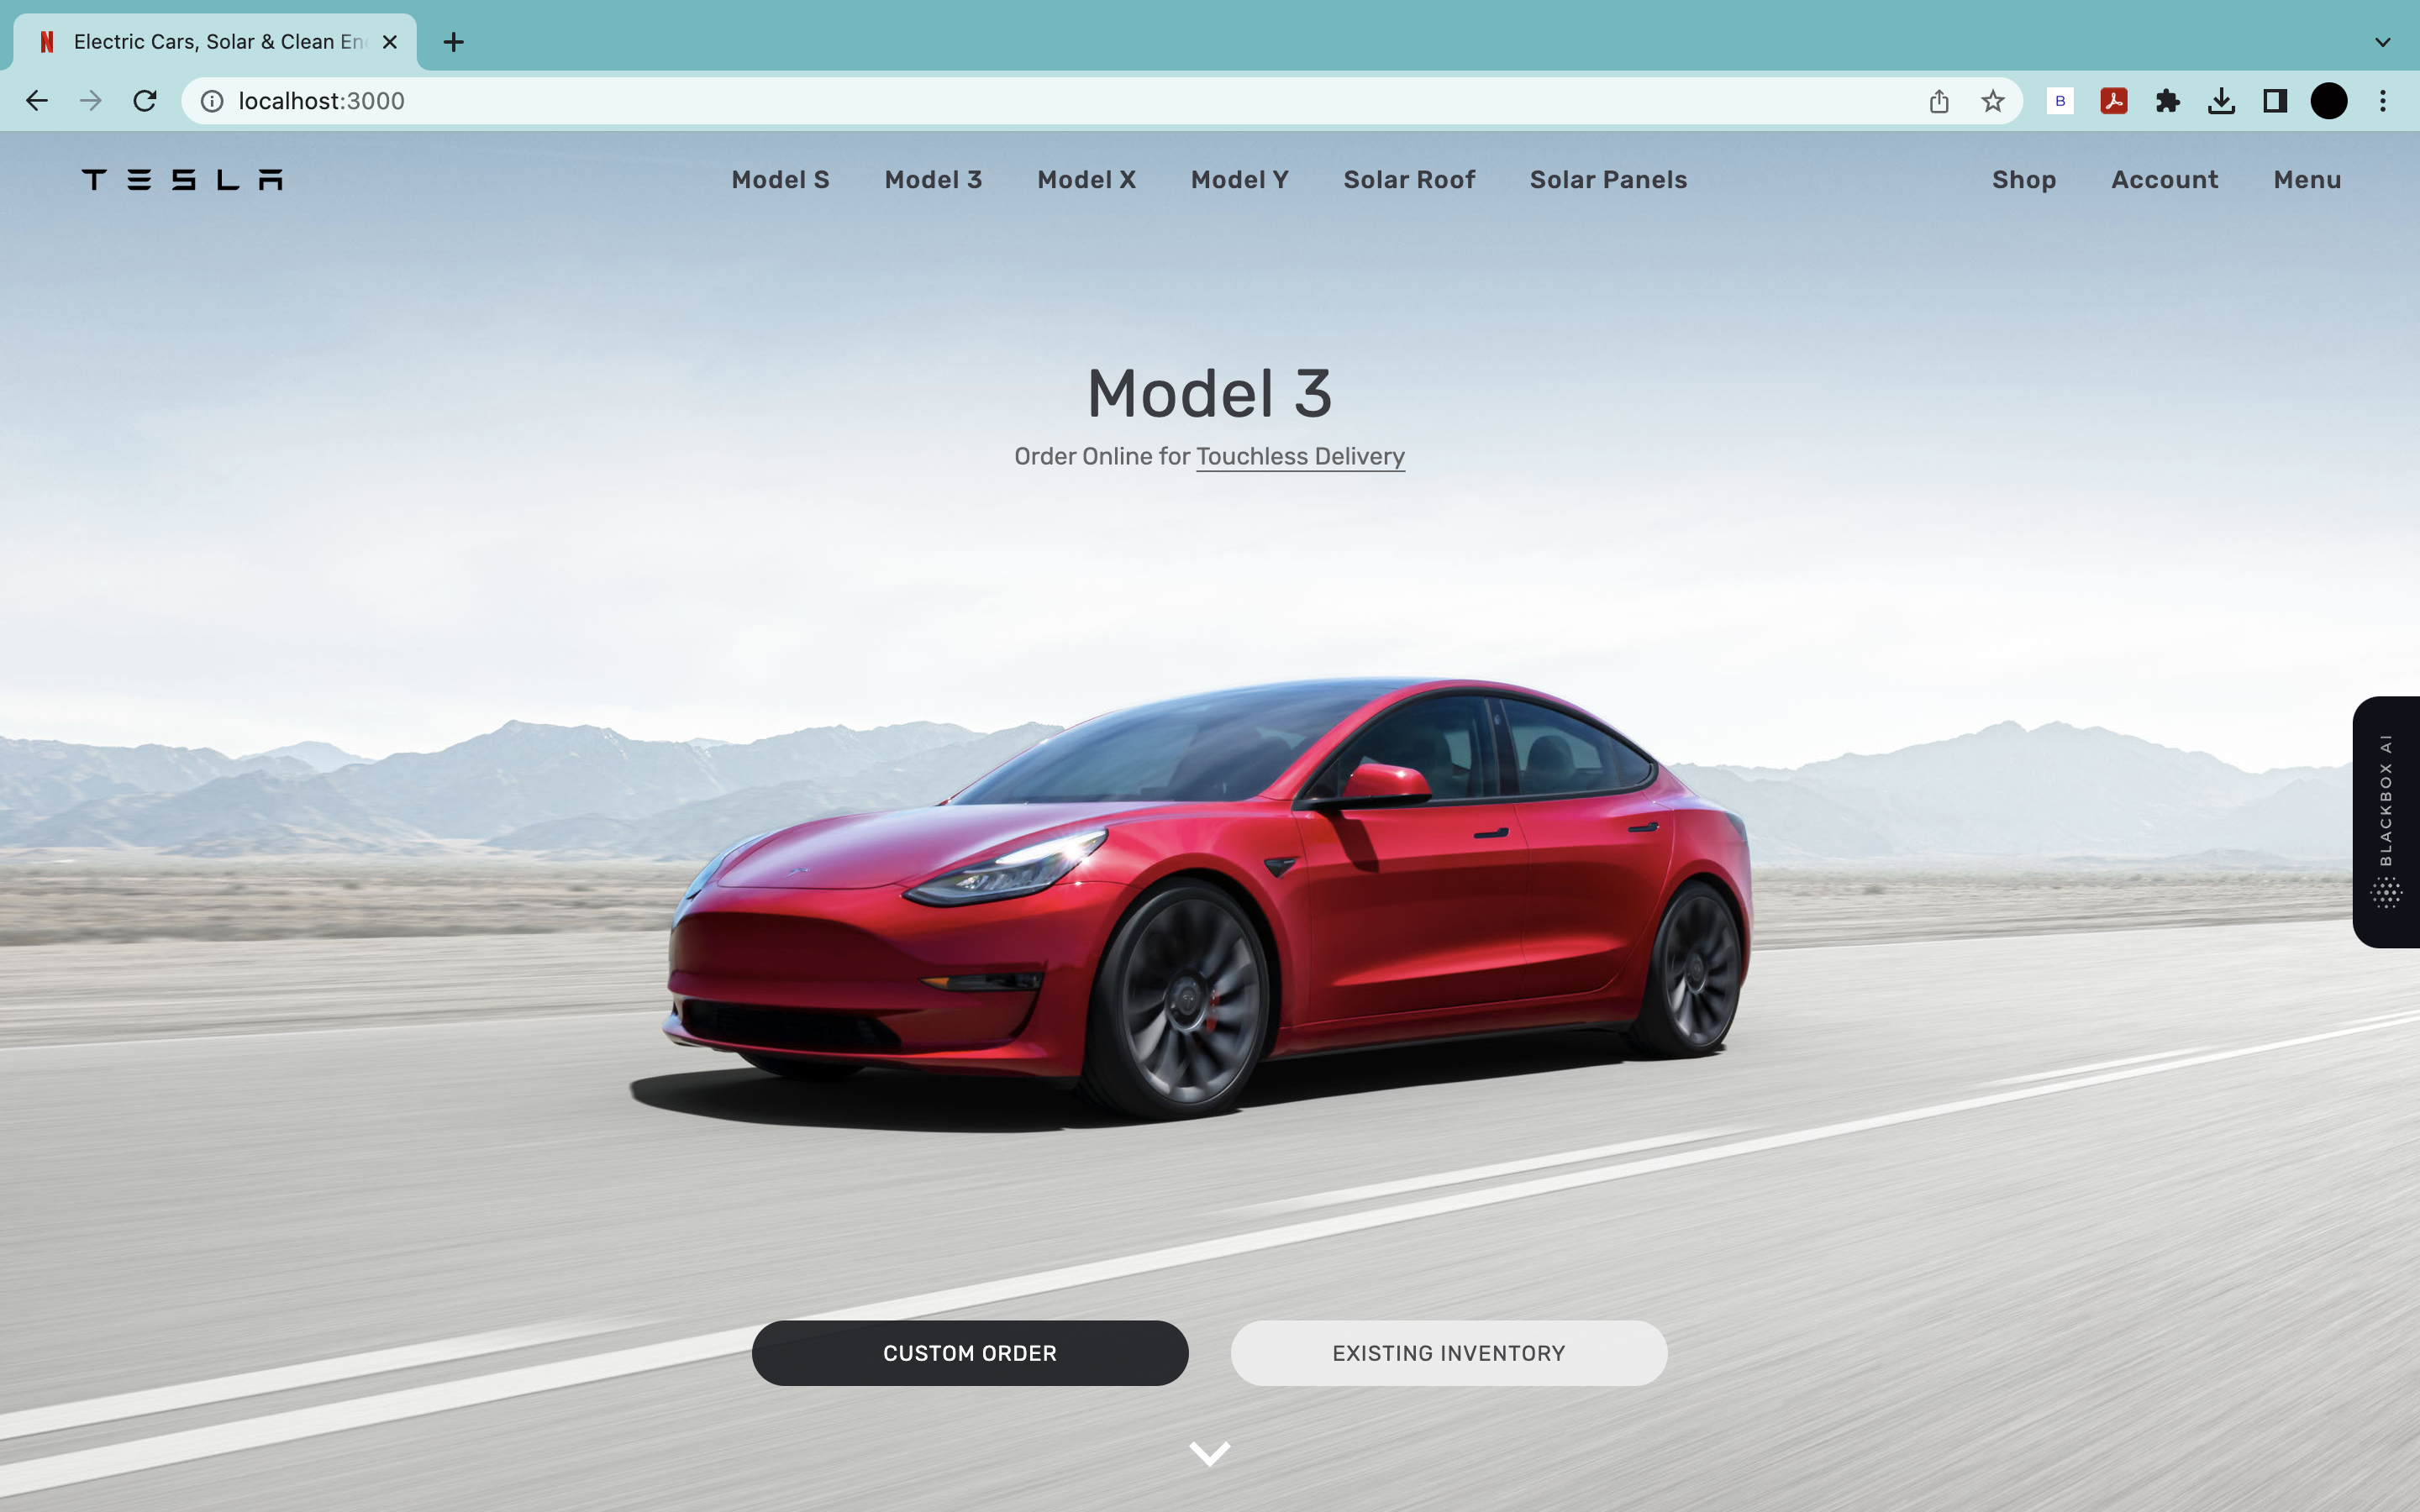 Electric Cars, Solar & Clean En
localhost:3000
B
TESLA
Model S Model 3 Model X Model Y Solar Roof Solar Panels Shop Account Menu
Model 3
Order Online for Touchless Delivery
BLACKBOX AI
CUSTOM ORDER EXISTING INVENTORY